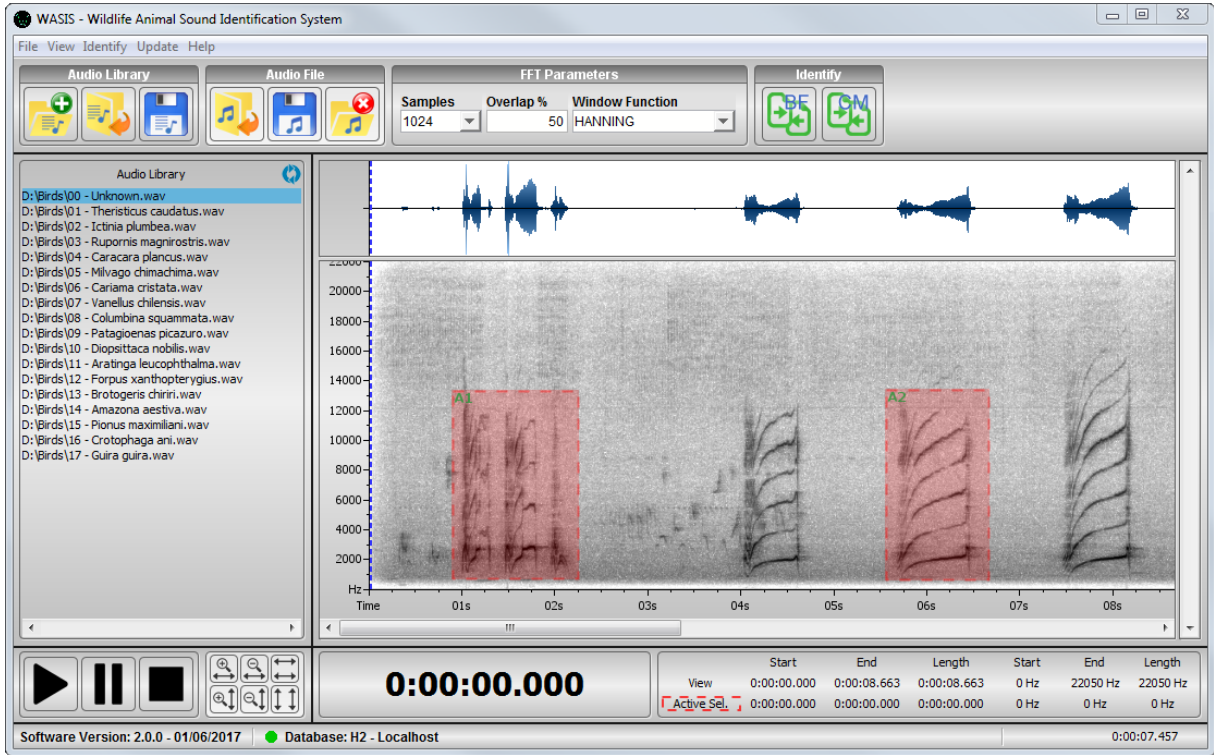 WASIS - Wildlife Animal Sound Identification System
File View Identify Update Help
Audio Library
Audio File
FFT Parameters
Identify
Samples Overlap % Window Function
1024 50 HANNING
BF
GM
Audio Library
D:\Birds\00 - Unknown.wav
D:\Birds\01 - Theristicus caudatus.wav
D:\Birds\02 - Ictinia plumbea.wav
D:\Birds\03 - Rupornis magnirostris.wav
D:\Birds\04 - Caracara plancus.wav
D:\Birds\05 - Milvago chimachima.wav
D:\Birds\06 - Cariama cristata.wav
D:\Birds\07 - Vanellus chilensis.wav
D:\Birds\08 - Columbina squammata.wav
D:\Birds\09 - Patagioenas picazuro.wav
D:\Birds\10 - Diopsittaca nobilis.wav
D:\Birds\11 - Aratinga leucophthalma.wav
D:\Birds\12 - Forpus xanthopterygius.wav
D:\Birds\13 - Brotogeris chiriri.wav
D:\Birds\14 - Amazona aestiva.wav
D:\Birds\15 - Pionus maximiliani.wav
D:\Birds\16 - Crotophaga ani.wav
D:\Birds\17 - Guira guira.wav
22000
20000
18000
16000
14000
12000
10000
8000
6000
4000
2000
Hz
A1
A2
Time 01s 02s 03s 04s 05s 06s 07s 08s
0:00:00.000
Start End Length Start End Length
View 0:00:00.000 0:00:08.663 0:00:08.663 0 Hz 22050 Hz 22050 Hz
Active Sel. 0:00:00.000 0:00:00.000 0:00:00.000 0 Hz 0 Hz 0 Hz
Software Version: 2.0.0 - 01/06/2017 Database: H2 - Localhost 0:00:07.457